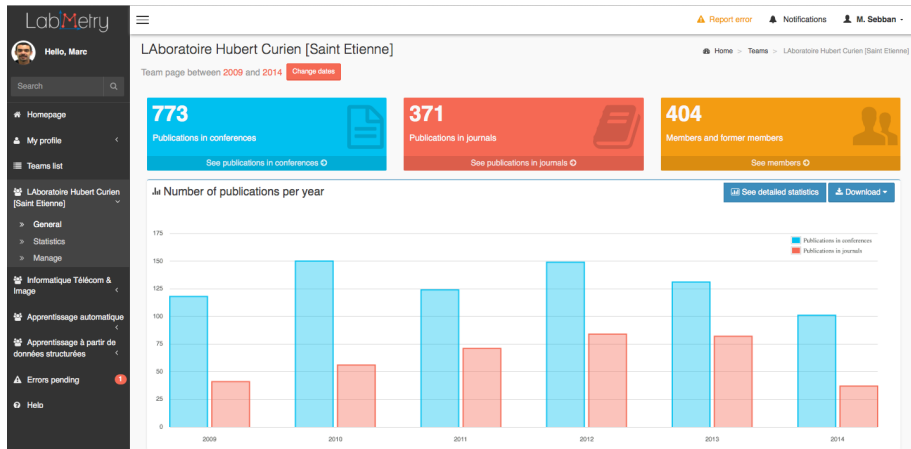 LabMetry
Report error
Notifications
M. Sebban
Hello, Marc
Search
Homepage
My profile
Teams list
LAboratoire Hubert Curien
[Saint Etienne]
General
Statistics
Manage
Informatique Télécom &
Image
Apprentissage automatique
Apprentissage à partir de
données structurées
Errors pending
1
Help
LAboratoire Hubert Curien [Saint Etienne]
Home > Teams > LAboratoire Hubert Curien [Saint Etienne]
Team page between 2009 and 2014 Change dates
773
Publications in conferences
See publications in conferences
371
Publications in journals
See publications in journals
404
Members and former members
See members
Number of publications per year
See detailed statistics
Download
Publications in conferences
Publications in journals
175
150
125
100
75
50
25
0
2009
2010
2011
2012
2013
2014